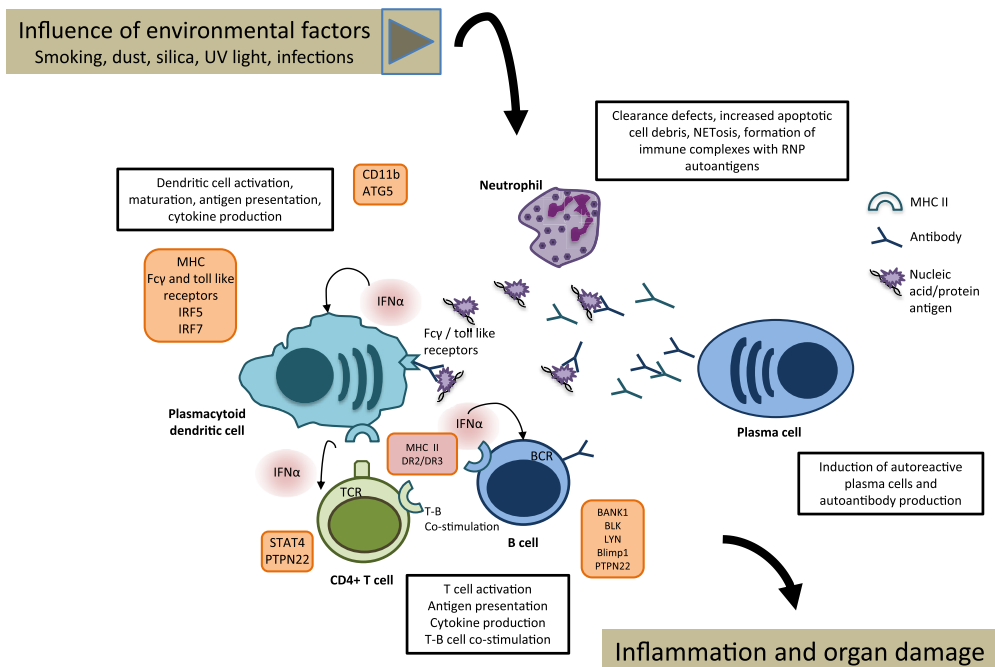 Influence of environmental factors
Smoking, dust, silica, UV light, infections
Clearance defects, increased apoptotic
cell debris, NETosis, formation of
immune complexes with RNP
autoantigens
CD11b
ATG5
Dendritic cell activation,
maturation, antigen presentation,
cytokine production
Neutrophil
MHC II
Antibody
Nucleic
acid/protein
antigen
MHC
Fcγ and toll like
receptors
IRF5
IRF7
IFNα
Fcγ / toll like
receptors
Plasmacytoid
dendritic cell
Plasma cell
IFNα
MHC II
DR2/DR3
BCR
IFNα
TCR
T-B
Co-stimulation
B cell
Induction of autoreactive
plasma cells and
autoantibody production
BANK1
BLK
LYN
Blimp1
PTPN22
STAT4
PTPN22
CD4+ T cell
T cell activation
Antigen presentation
Cytokine production
T-B cell co-stimulation
Inflammation and organ damage